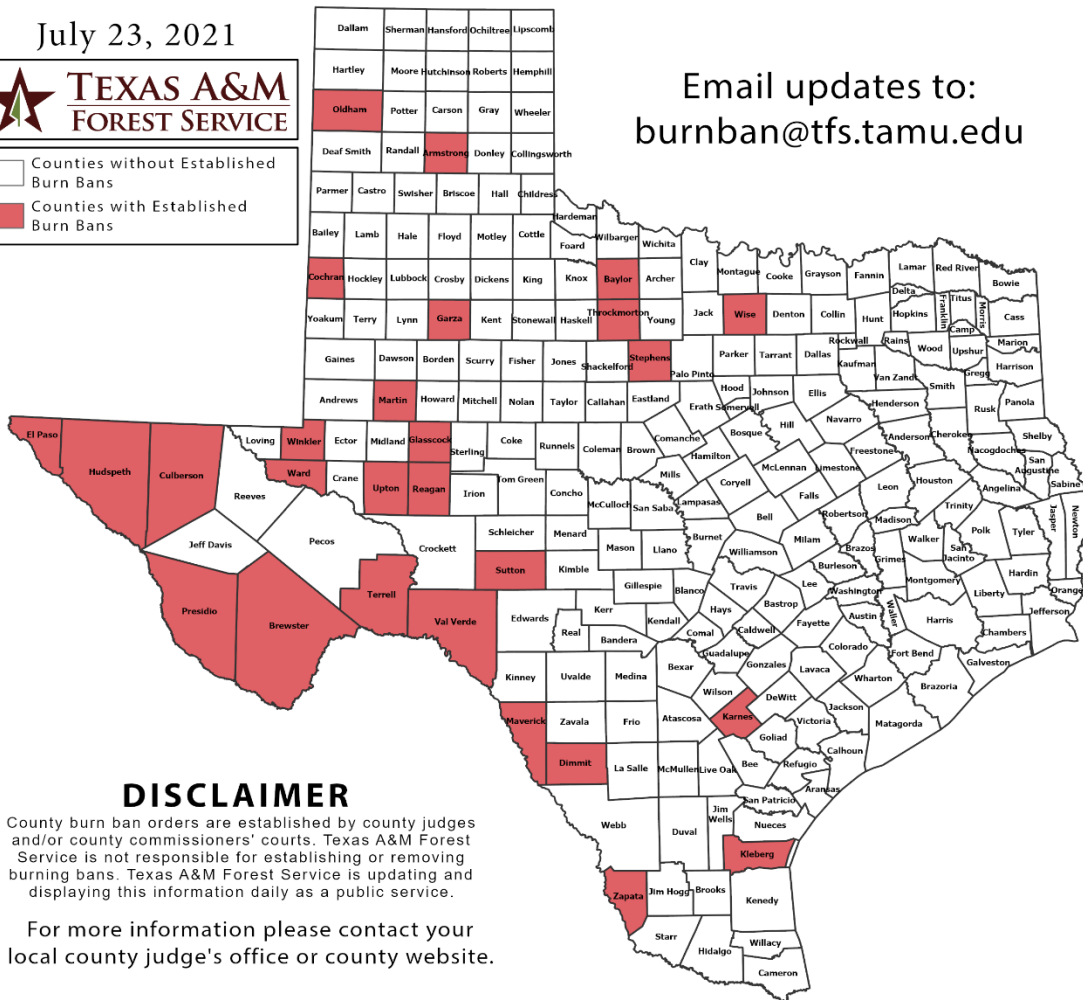 July 23, 2021
TEXAS A&M
FOREST SERVICE
Counties without Established
Burn Bans
Counties with Established
Burn Bans
Email updates to:
burnban@tfs.tamu.edu
Dallam Sherman Hansford Ochiltree Lipscomb
Hartley Moore Hutchinson Roberts Hemphill
Oldham Potter Carson Gray Wheeler
Deaf Smith Randall Armstrong Donley Collingsworth
Parmer Castro Swisher Briscoe Hall Childress
Hardeman
Bailey Lamb Hale Floyd Motley Cottle Foard Wilbarger Wichita
Clay Montague Cooke Grayson Fannin Lamar Red River Bowie
Cochran Hockley Lubbock Crosby Dickens King Knox Baylor Archer
Delta Franklin Titus Morris Cass
Yoakum Terry Lynn Garza Kent Stonewall Haskell Throckmorton Young Jack Wise Denton Collin Hunt Hopkins Camp
Rockwall Rains Wood Upshur Marion
Gaines Dawson Borden Scurry Fisher Jones Shackelford Stephens Palo Pinto Parker Tarrant Dallas Kaufman Van Zandt Gregg Harrison
Andrews Martin Howard Mitchell Nolan Taylor Callahan Eastland Erath Hood Somervell Johnson Ellis Henderson Smith Rusk Panola
Comanche Bosque Hill Navarro Anderson Cherokee Shelby
El Paso Hudspeth Culberson Loving Winkler Ector Midland Glasscock Sterling Coke Runnels Coleman Brown Hamilton Freestone Nacogdoches San Augustine Sabine
Reeves Ward Crane Upton Reagan Irion Tom Green Concho Mills Coryell McLennan Limestone Leon Houston Angelina
McCulloch San Saba Lampasas Bell Falls Robertson Madison Trinity Polk Tyler Jasper Newton
Jeff Davis Pecos Crockett Schleicher Menard Mason Llano Burnet Williamson Milam Brazos Grimes Walker San Jacinto Hardin
Presidio Brewster Terrell Val Verde Sutton Kimble Gillespie Blanco Travis Lee Burleson Washington Montgomery Liberty Orange
Edwards Kerr Real Bandera Kendall Hays Comal Caldwell Bastrop Fayette Austin Waller Harris Chambers Jefferson
Kinney Uvalde Medina Bexar Guadalupe Gonzales Lavaca Colorado Fort Bend Galveston
Maverick Zavala Frio Atascosa Wilson Karnes DeWitt Victoria Jackson Wharton Matagorda Brazoria
Dimmit La Salle McMullen Live Oak Bee Goliad Refugio Calhoun Aransas
Webb Duval Jim Wells San Patricio Nueces
Kleberg
Zapata Jim Hogg Brooks Kenedy
Starr Hidalgo Willacy
Cameron
DISCLAIMER
County burn ban orders are established by county judges
and/or county commissioners' courts. Texas A&M Forest
Service is not responsible for establishing or removing
burning bans. Texas A&M Forest Service is updating and
displaying this information daily as a public service.
For more information please contact your
local county judge's office or county website.